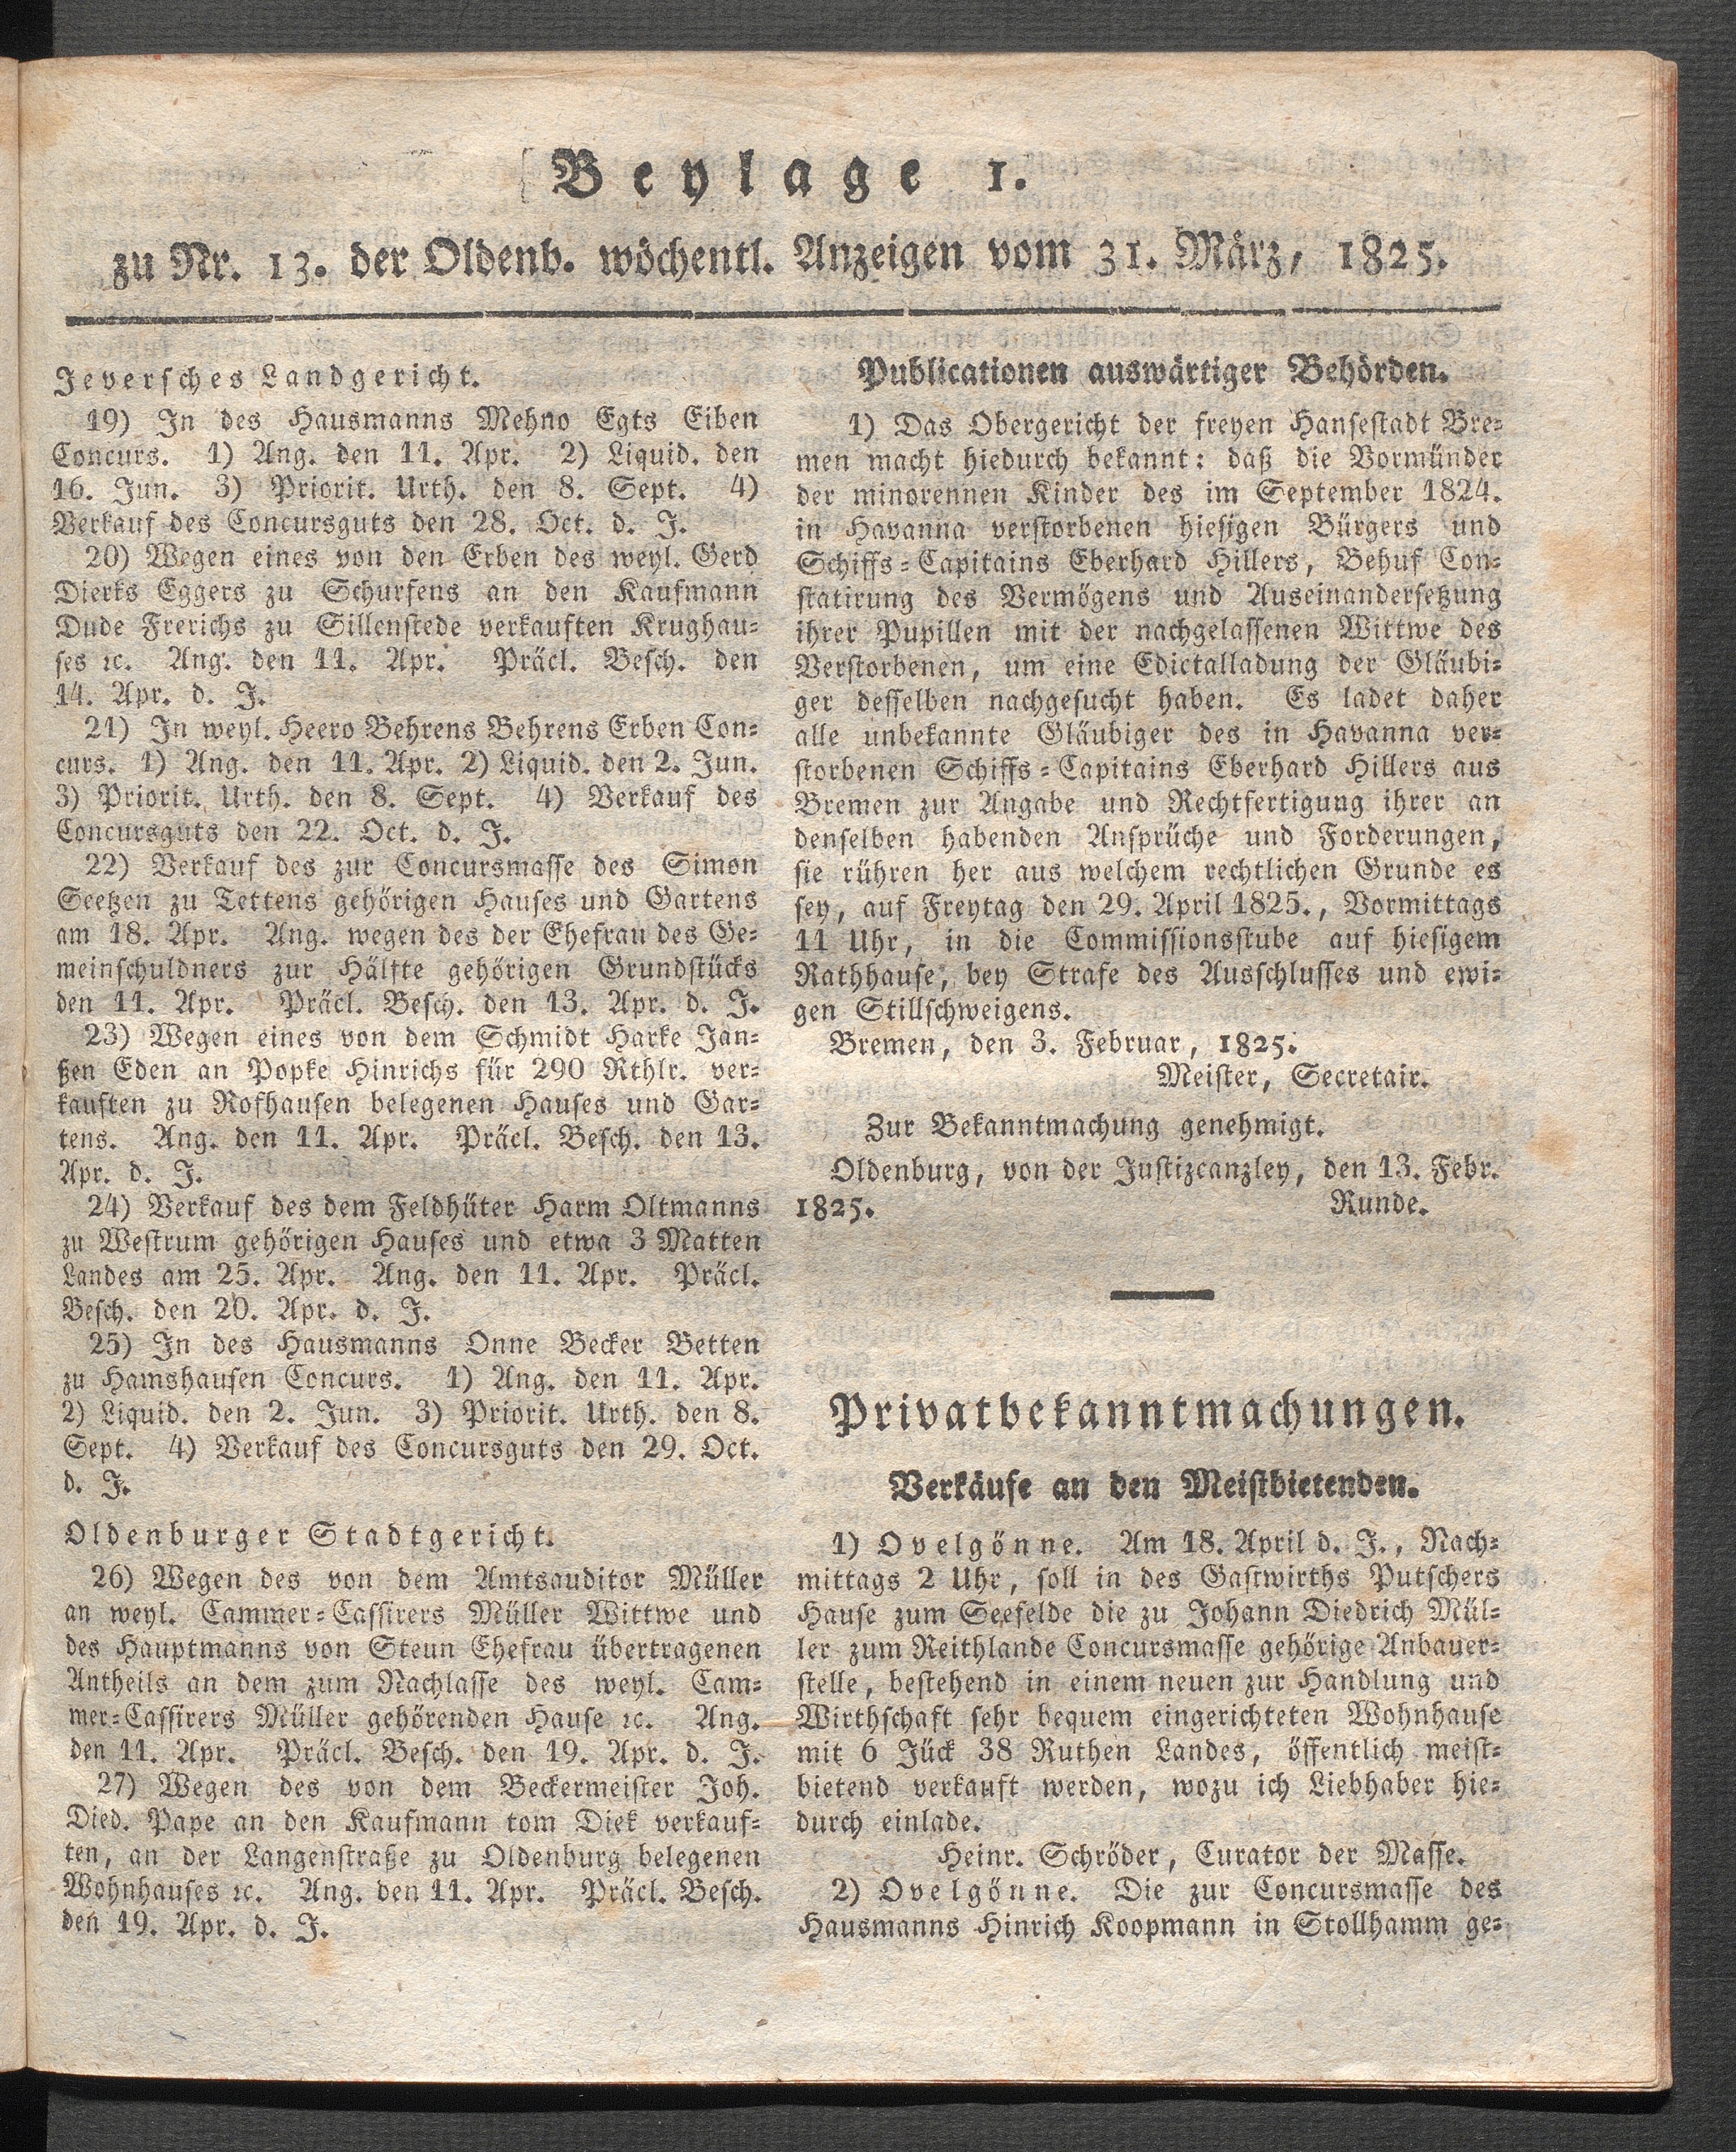 Beylage 1.
zu Nr. 13. der Oldenb. wöchentl. Anzeigen vom 31. März, 1825.
Jeversches Landgericht.
19) In des Hausmanns Mehno Egts Eiben
Concurs. 1) Ang. den 11. Apr. 2) Liquid. den
16. Jun. 3) Priorit. Urth. den 8. Sept. 4)
Verkauf des Concursguts den 28. Oct. d. J.
20) Wegen eines von den Erben des weyl. Gerd
Dierks Eggers zu Schurfens an den Kaufmann
Dude Frerichs zu Sillenstede verkauften Krughau-
ses ꝛc. Ang. den 11. Apr. Präcl. Besch. den
14. Apr. d. J.
21) In weyl. Heero Behrens Behrens Erben Con-
curs. 1) Ang. den 11. Apr. 2) Liquid. den 2. Jun.
3) Priorit. Urth. den 8. Sept. 4) Verkauf des
Concursguts den 22. Oct. d. J.
22) Verkauf des zur Concursmasse des Simon
Seetzen zu Tettens gehörigen Hauses und Gartens
am 18. Apr. Ang. wegen des der Ehefrau des Ge-
meinschuldners zur Hälfte gehörigen Grundstücks
den 11. Apr. Präcl. Besch. den 13. Apr. d. J.
23) Wegen eines von dem Schmidt Harke Jan-
ßen Eden an Popke Hinrichs für 290 Rthlr. ver-
kauften zu Rofhausen belegenen Hauses und Gar-
tens. Ang. den 11. Apr. Präcl. Besch. den 13.
Apr. d. J.
24) Verkauf des dem Feldhüter Harm Oltmanns
zu Westrum gehörigen Hauses und etwa 3 Matten
Landes am 25. Apr. Ang. den 11. Apr. Präcl.
Besch. den 20. Apr. d. J.
25) In des Hausmanns Onne Becker Betten
zu Hamshausen Concurs. 1) Ang. den 11. Apr.
2) Liquid. den 2. Jun. 3) Priorit. Urth. den 8.
Sept. 4) Verkauf des Concursguts den 29. Oct.
d. J.
Oldenburger Stadtgericht.
26) Wegen des von dem Amtsauditor Müller
an weyl. Cammer-Cassirers Müller Wittwe und
des Hauptmanns von Steun Ehefrau übertragenen
Antheils an dem zum Nachlasse des weyl. Cam-
mer-Cassirers Müller gehörenden Hause ꝛc. Ang.
den 11. Apr. Präcl. Besch. den 19. Apr. d. J.
27) Wegen des von dem Beckermeister Joh.
Died. Pape an den Kaufmann tom Diek verkauf-
ten, an der Langenstraße zu Oldenburg belegenen
Wohnhauses ꝛc. Ang. den 11. Apr. Präcl. Besch.
den 19. Apr. d. J.
Publicationen auswärtiger Behörden.
1) Das Obergericht der freyen Hansestadt Bre-
men macht hiedurch bekannt: daß die Vormünder
der minorennen Kinder des im September 1824.
in Havanna verstorbenen hiesigen Bürgers und
Schiffs-Capitains Eberhard Hillers, Behuf Con-
statirung des Vermögens und Auseinandersetzung
ihrer Pupillen mit der nachgelassenen Wittwe des
Verstorbenen, um eine Edictalladung der Gläubi-
ger desselben nachgesucht haben. Es ladet daher
alle unbekannte Gläubiger des in Havanna ver-
storbenen Schiffs-Capitains Eberhard Hillers aus
Bremen zur Angabe und Rechtfertigung ihrer an
denselben habenden Ansprüche und Forderungen,
sie rühren her aus welchem rechtlichen Grunde es
sey, auf Freytag den 29. April 1825., Vormittags
11 Uhr, in die Commissionsstube auf hiesigem
Rathhause, bey Strafe des Ausschlusses und ewi-
gen Stillschweigens.
Bremen, den 3. Februar, 1825.
Meister, Secretair.
Zur Bekanntmachung genehmigt.
Oldenburg, von der Justizcanzley, den 13. Febr.
1825. Runde.
Privatbekanntmachungen.
Verkäufe an den Meistbietenden.
1) Ovelgönne. Am 18. April d. J., Nach-
mittags 2 Uhr, soll in des Gastwirths Putschers
Hause zum Seefelde die zu Johann Diedrich Mül-
ler zum Reithlande Concursmasse gehörige Anbauer-
stelle, bestehend in einem neuen zur Handlung und
Wirthschaft sehr bequem eingerichteten Wohnhause
mit 6 Jück 38 Ruthen Landes, öffentlich meist-
bietend verkauft werden, wozu ich Liebhaber hie-
durch einlade.
Heinr. Schröder, Curator der Masse.
2) Ovelgönne. Die zur Concursmasse des
Hausmanns Hinrich Koopmann in Stollhamm ge-